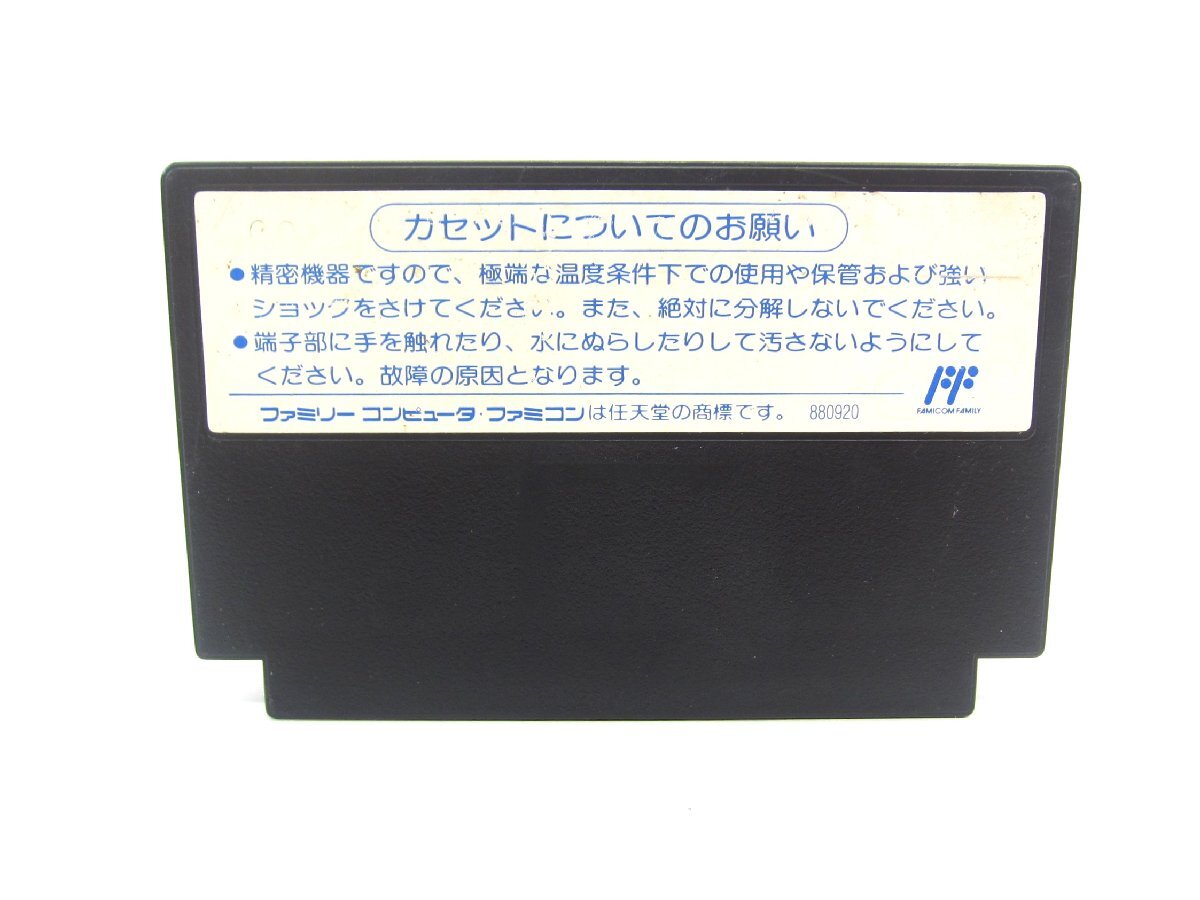 カセットについてのお願い
●精密機器ですので、極端な温度条件下での使用や保管および強い
ショックをさけてください。また、絶対に分解しないでください。
●端子部に手を触れたり、水にぬらしたりして汚さないようにして
ください。故障の原因となります。
FAMICOM FAMILY
ファミリー コンピュータ・ファミコンは任天堂の商標です。 880920